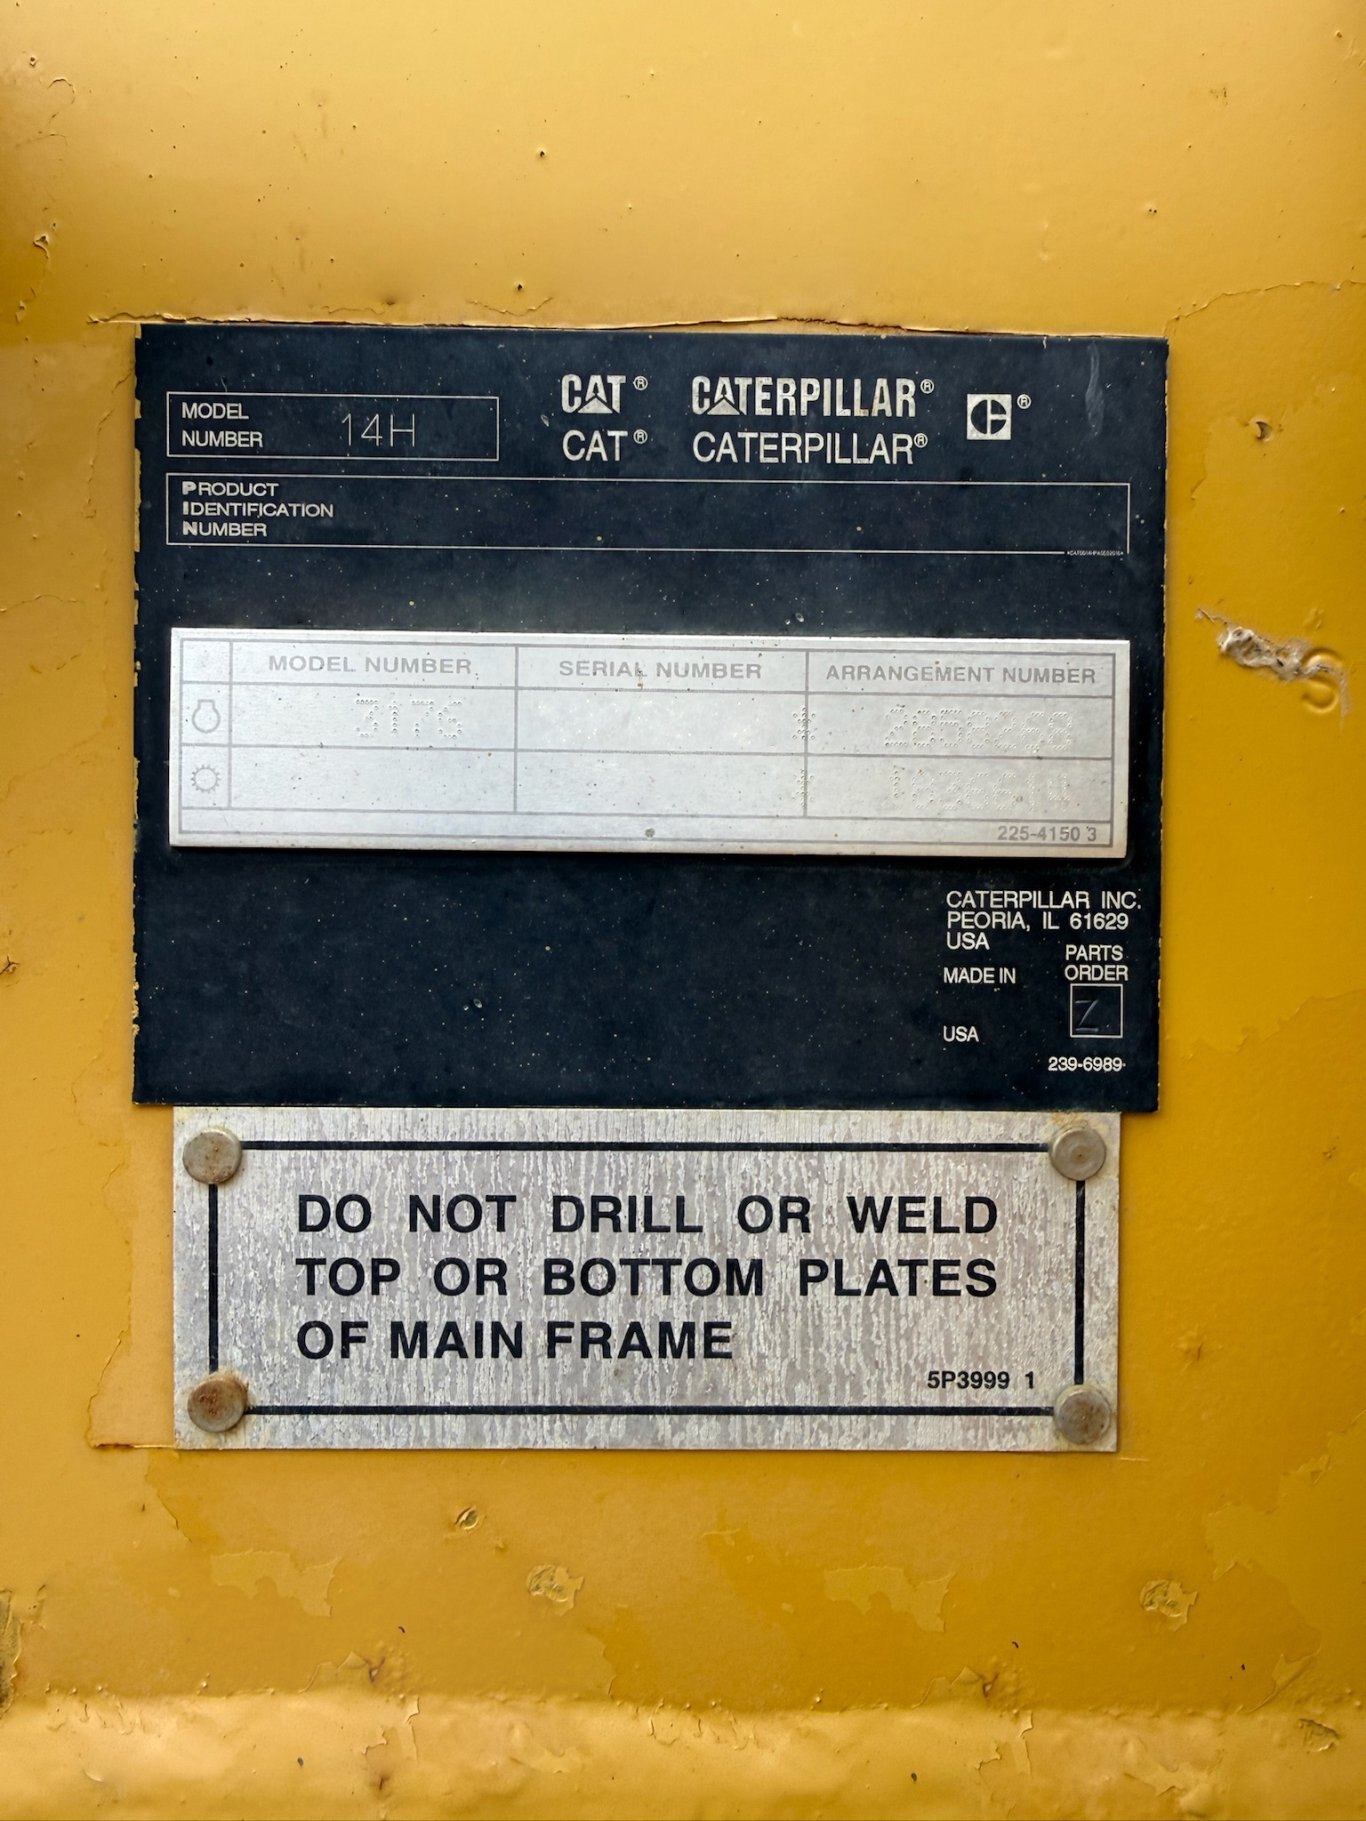 MODEL
NUMBER 14H
CAT® CATERPILLAR® ®
CAT® CATERPILLAR®
PRODUCT
IDENTIFICATION
NUMBER
MODEL NUMBER SERIAL NUMBER ARRANGEMENT NUMBER
3176
225-4150 3
CATERPILLAR INC.
PEORIA, IL 61629
USA
PARTS
MADE IN ORDER
Z
USA
239-6989
DO NOT DRILL OR WELD
TOP OR BOTTOM PLATES
OF MAIN FRAME
5P3999 1